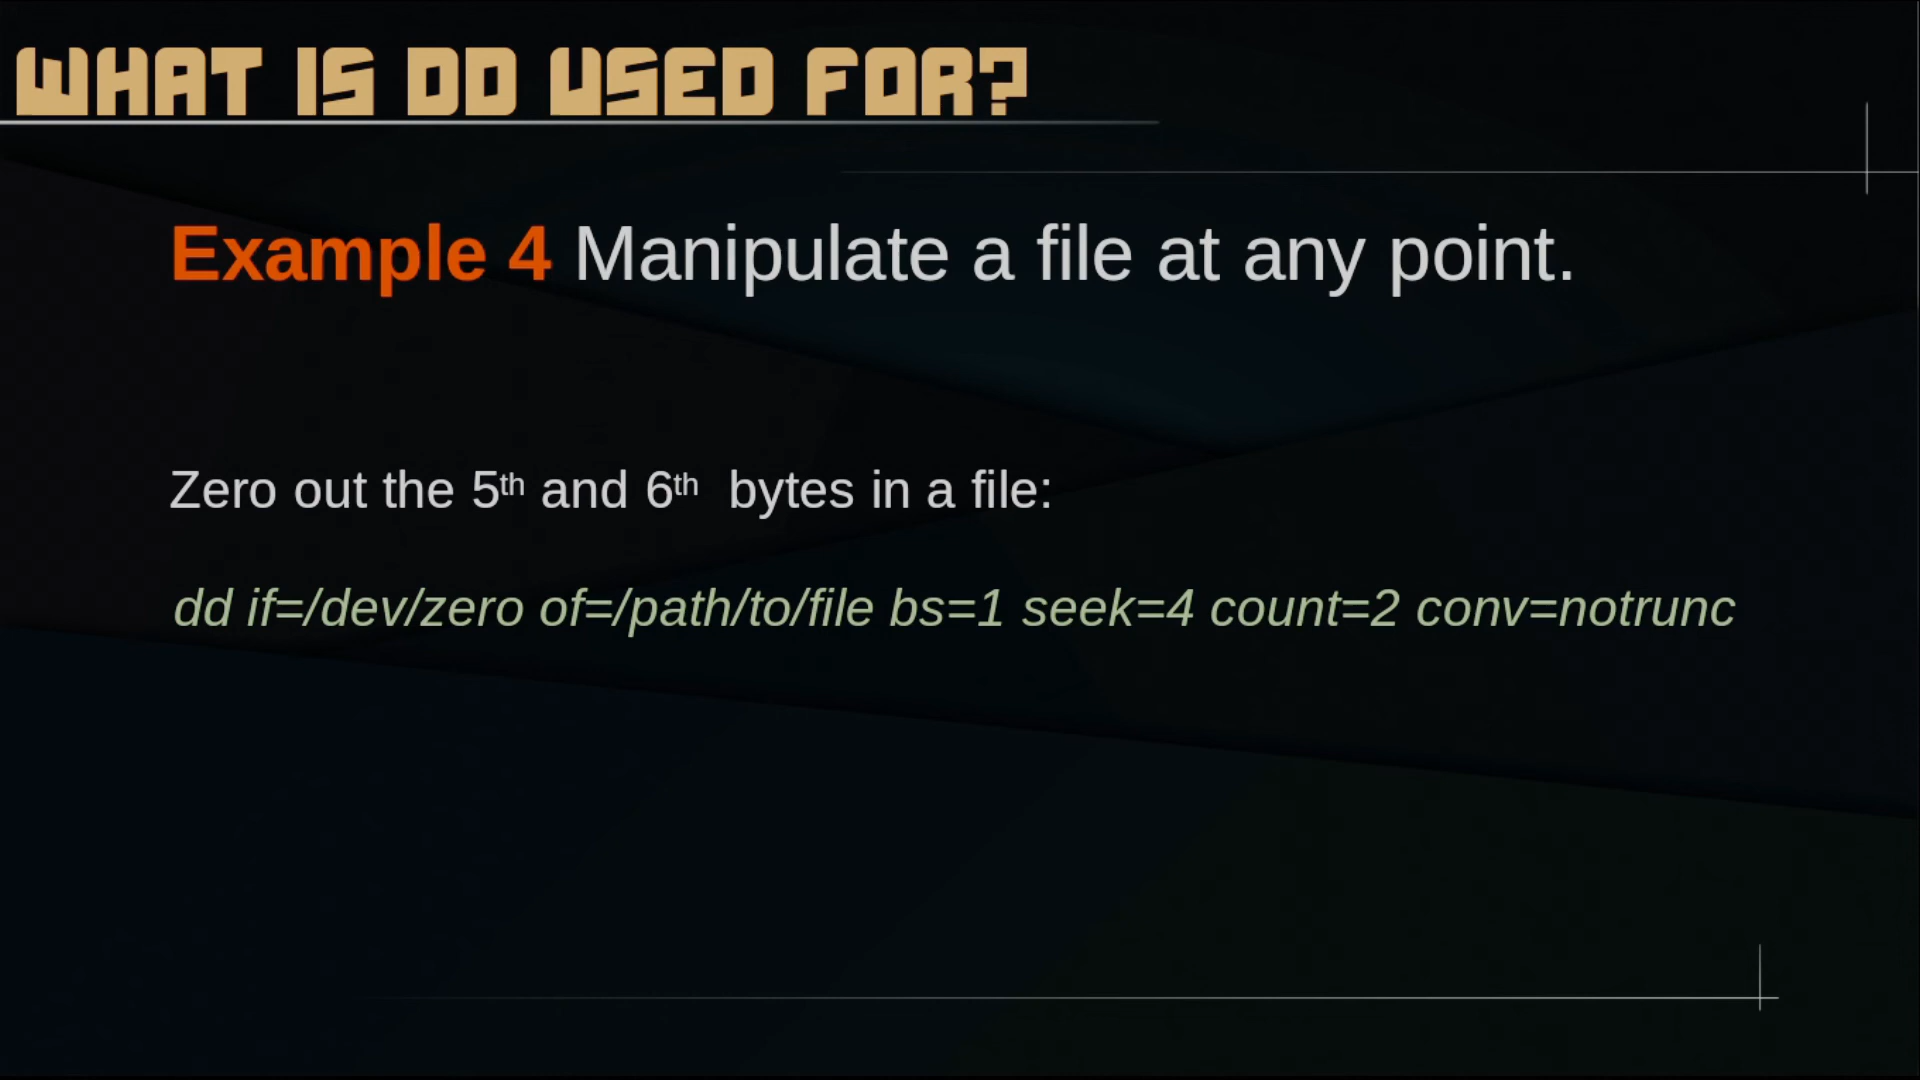 WHAT IS DD USED FOR?
Example 4 Manipulate a file at any point.
Zero out the 5th and 6th bytes in a file:
dd if=/dev/zero of=/path/to/file bs=1 seek=4 count=2 conv=notrunc